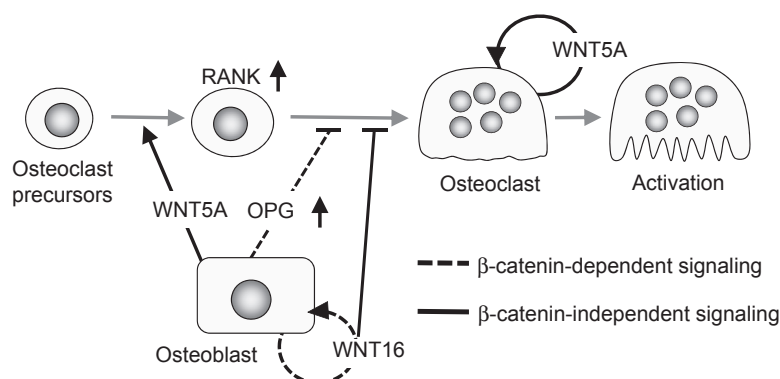 WNT5A
RANK
Osteoclast
precursors
Osteoclast
Activation
WNT5A
OPG
β-catenin-dependent signaling
β-catenin-independent signaling
WNT16
Osteoblast